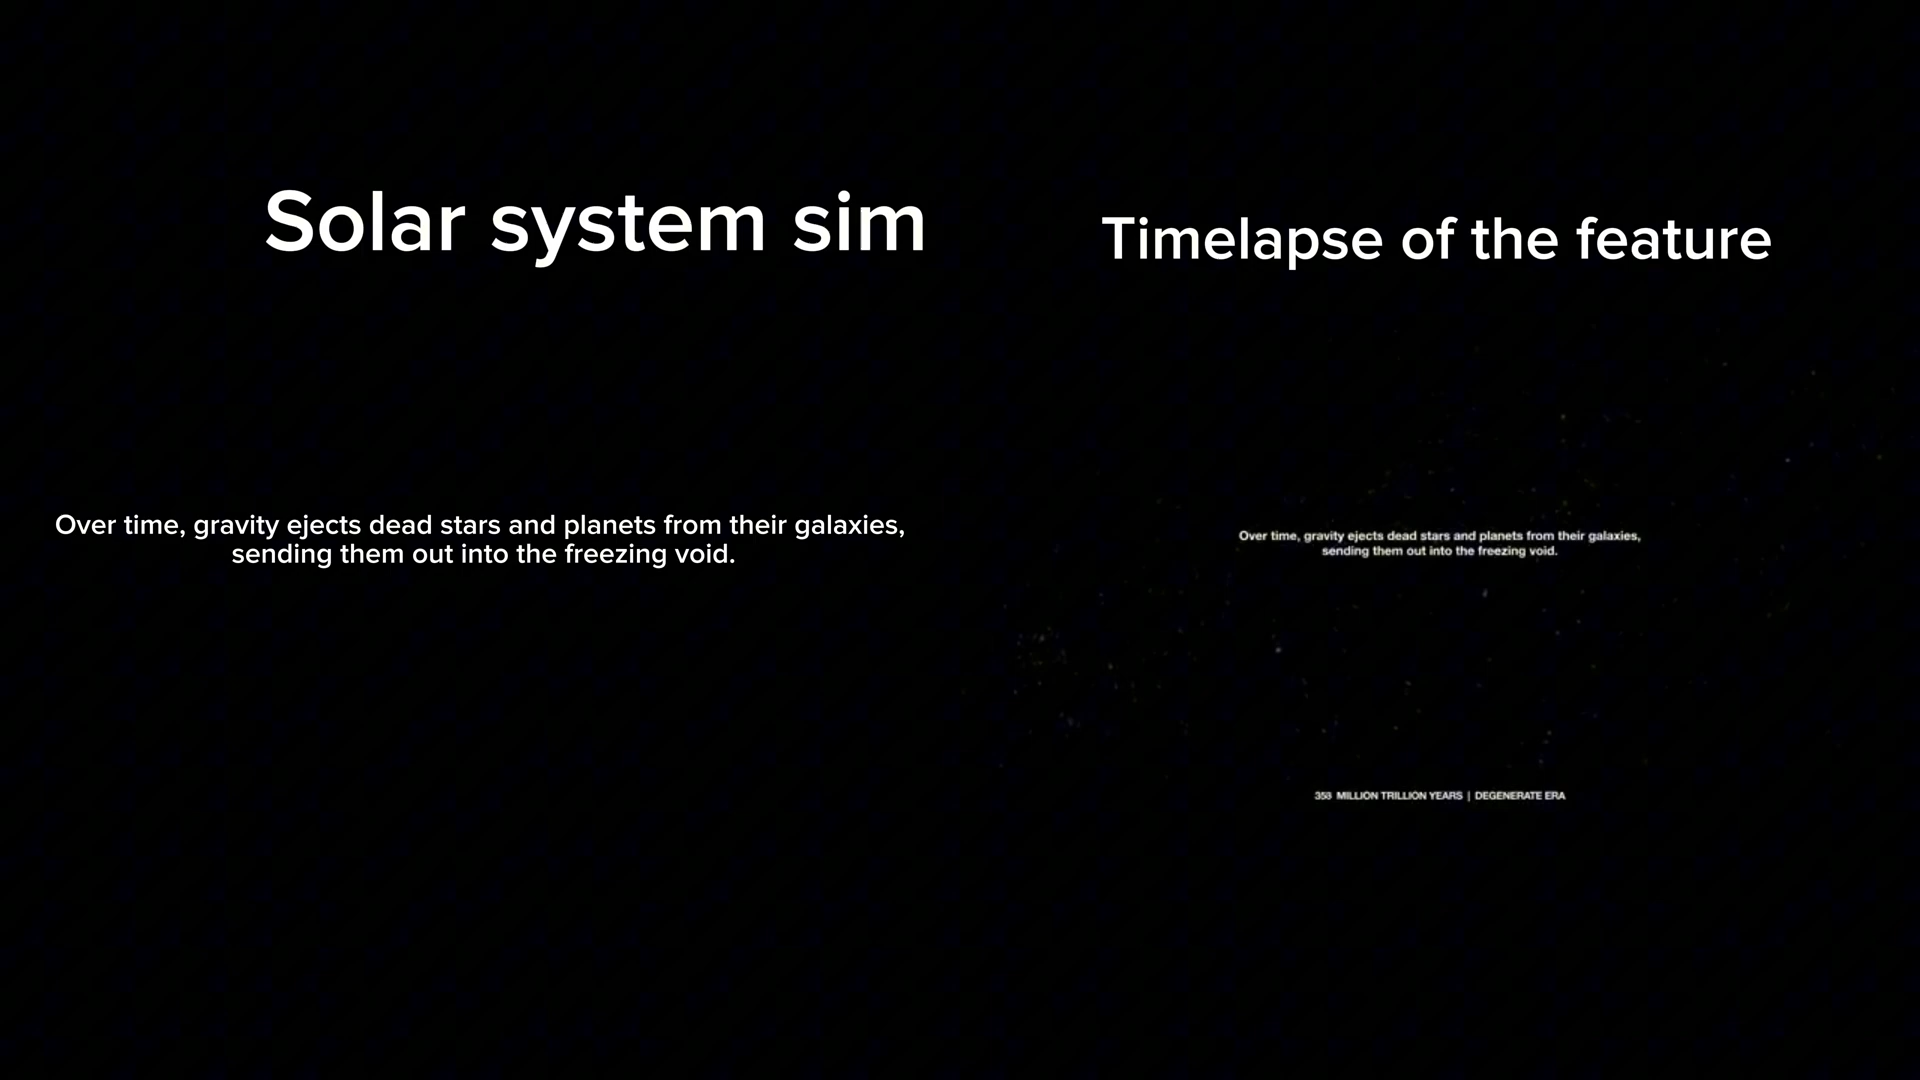 Solar system sim
Timelapse of the feature
Over time, gravity ejects dead stars and planets from their galaxies,
sending them out into the freezing void.
Over time, gravity ejects dead stars and planets from their galaxies,
sending them out into the freezing void.
353 MILLION TRILLION YEARS | DEGENERATE ERA